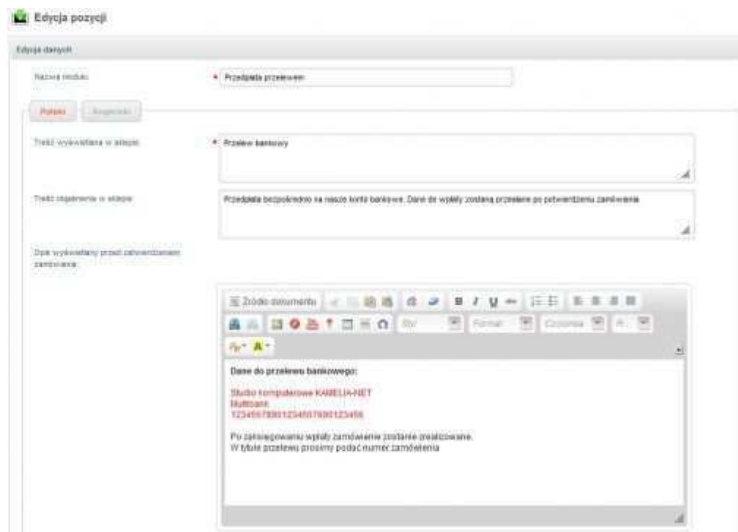 Edycja pozycji
Edycja danych
Nazwa modułu:
* Przedpłata przelewem
Polski
Angielski
Treść wyświetlana w sklepie:
* Przelew bankowy
Treść objaśnienia w sklepie:
Przedpłata bezpośrednio na nasze konto bankowe. Dane do wpłaty zostaną przesłane po potwierdzeniu zamówienia
Opis wyświetlany przed zatwierdzeniem
zamówienia:
Źródło dokumentu
B I U
Styl Format Czcionka R
A
Dane do przelewu bankowego:
Studio komputerowe KAMELIA-NET
Multibank
Po zaksięgowaniu wpłaty zamówienie zostanie zrealizowane.
W tytule przelewu prosimy podać numer zamówienia